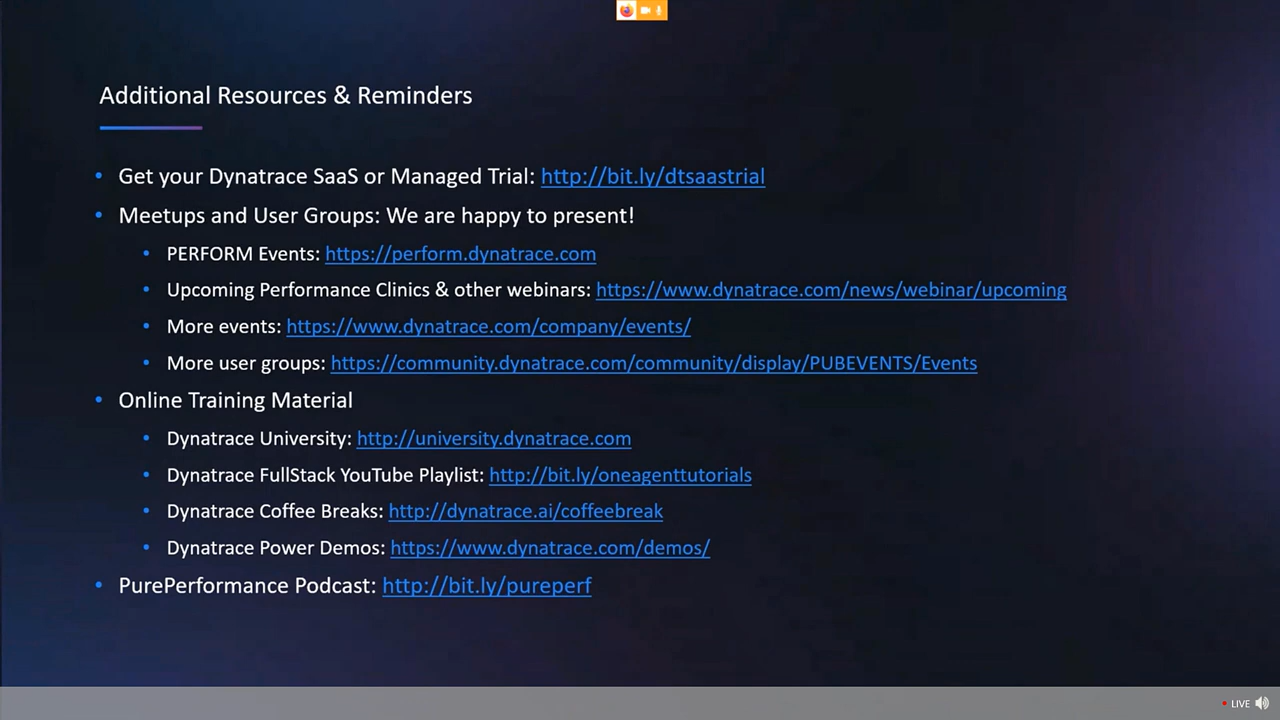 Additional Resources & Reminders
• Get your Dynatrace SaaS or Managed Trial: http://bit.ly/dtsaastrial
• Meetups and User Groups: We are happy to present!
• PERFORM Events: https://perform.dynatrace.com
• Upcoming Performance Clinics & other webinars: https://www.dynatrace.com/news/webinar/upcoming
• More events: https://www.dynatrace.com/company/events/
• More user groups: https://community.dynatrace.com/community/display/PUBEVENTS/Events
• Online Training Material
• Dynatrace University: http://university.dynatrace.com
• Dynatrace FullStack YouTube Playlist: http://bit.ly/oneagenttutorials
• Dynatrace Coffee Breaks: http://dynatrace.ai/coffeebreak
• Dynatrace Power Demos: https://www.dynatrace.com/demos/
• PurePerformance Podcast: http://bit.ly/pureperf
LIVE